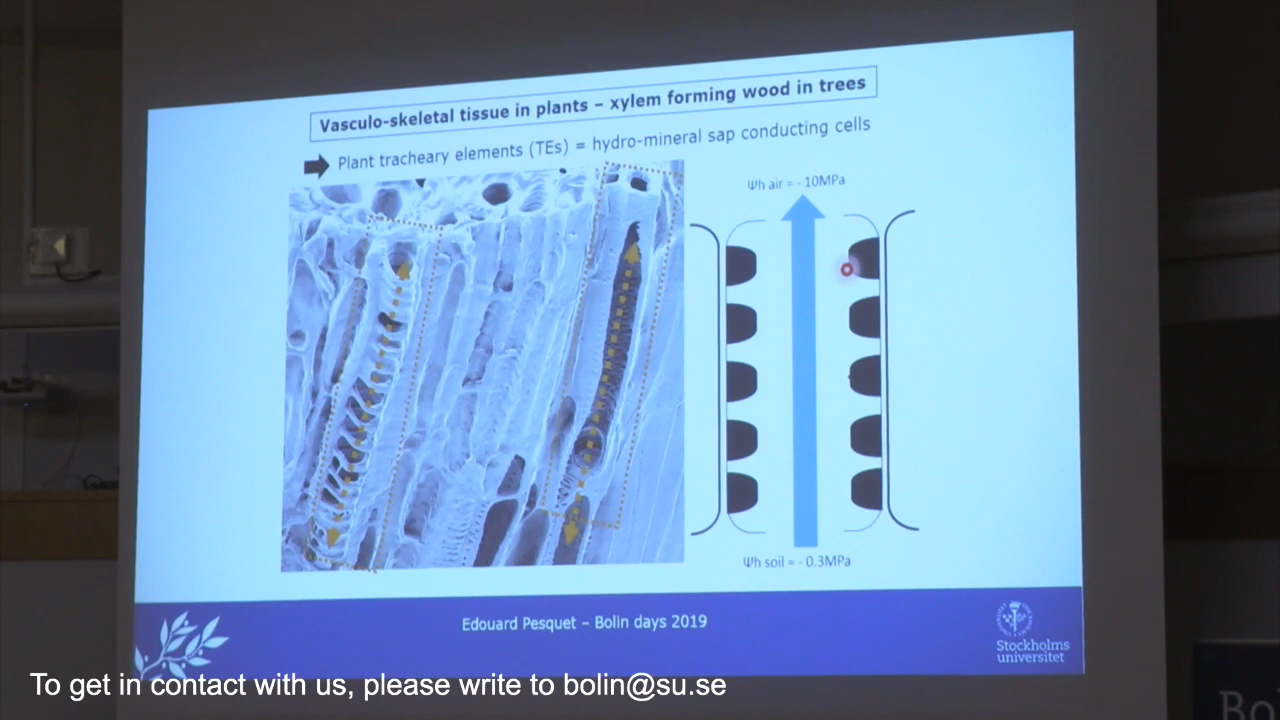 Vasculo-skeletal tissue in plants – xylem forming wood in trees
Plant tracheary elements (TEs) = hydro-mineral sap conducting cells
Ψh air = - 10MPa
Ψh soil = - 0.3MPa
Edouard Pesquet – Bolin days 2019
Stockholms
universitet
To get in contact with us, please write to bolin@su.se
Bo